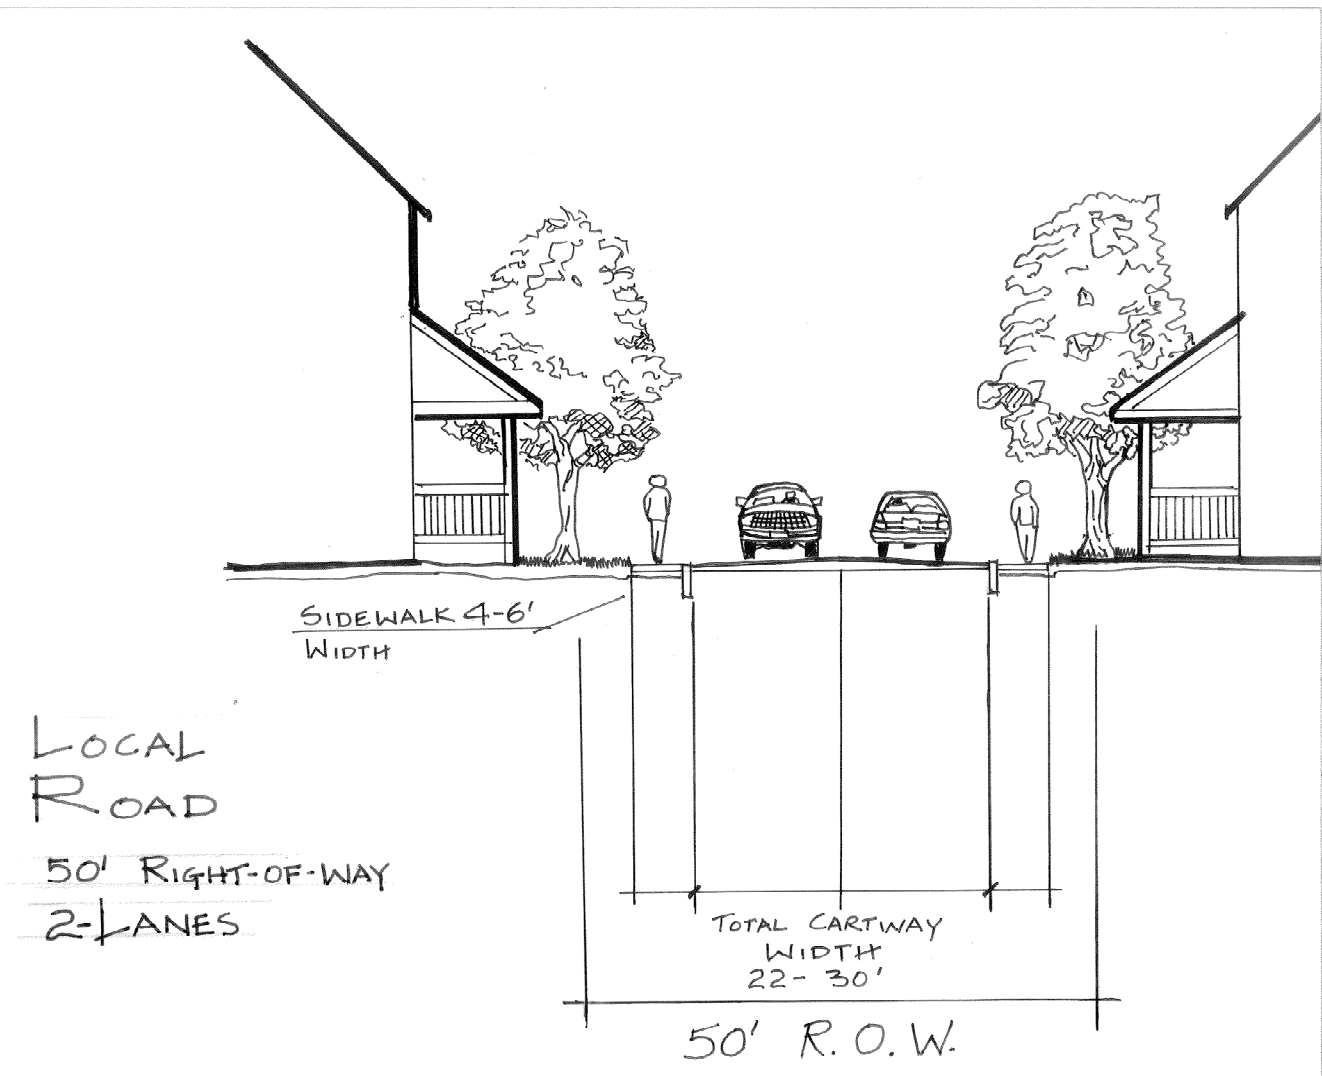 SIDEWALK 4-6'
WIDTH
LOCAL
ROAD
50' RIGHT-OF-WAY
2-LANES
TOTAL CARTWAY
WIDTH
22-30'
50' R.O.W.